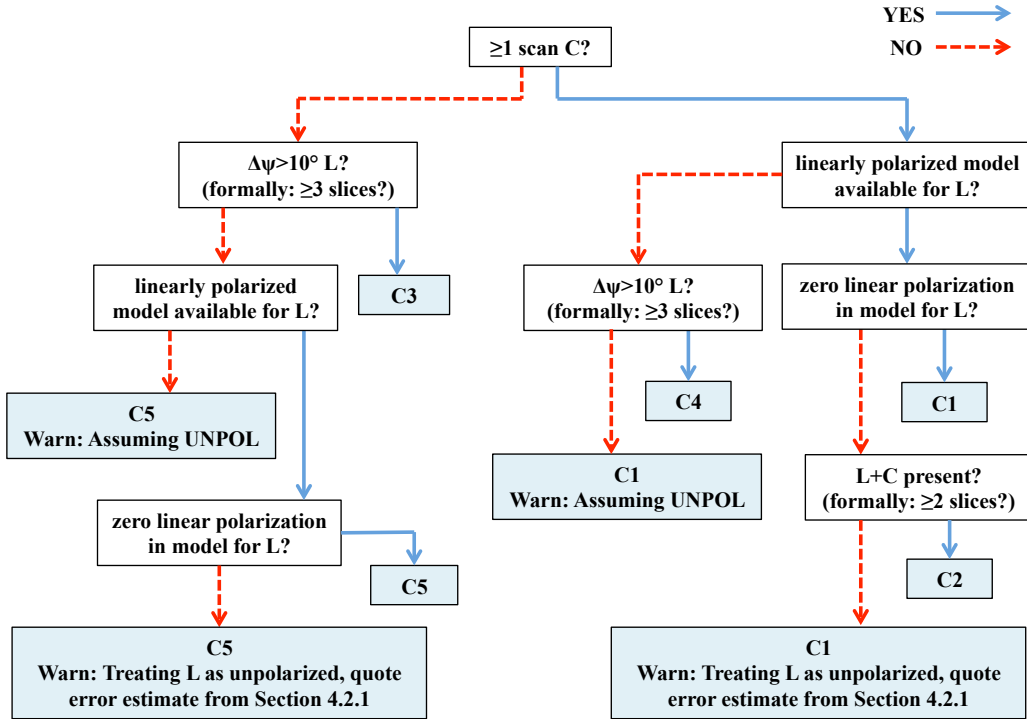 YES
NO
≥1 scan C?
Δψ>10° L?
(formally: ≥3 slices?)
linearly polarized model
available for L?
linearly polarized
model available for L?
C3
Δψ>10° L?
(formally: ≥3 slices?)
zero linear polarization
in model for L?
C5
Warn: Assuming UNPOL
C4
C1
C1
Warn: Assuming UNPOL
L+C present?
(formally: ≥2 slices?)
zero linear polarization
in model for L?
C5
C2
C5
Warn: Treating L as unpolarized, quote
error estimate from Section 4.2.1
C1
Warn: Treating L as unpolarized, quote
error estimate from Section 4.2.1